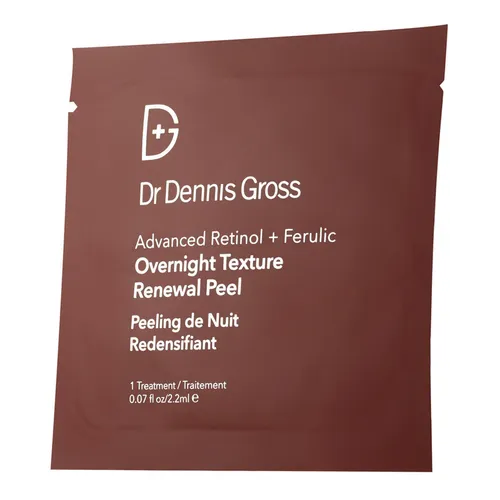 Dr Dennis Gross
Advanced Retinol + Ferulic
Overnight Texture
Renewal Peel
Peeling de Nuit
Redensifiant
1 Treatment / Traitement
0.07 fl oz/2.2ml ℮